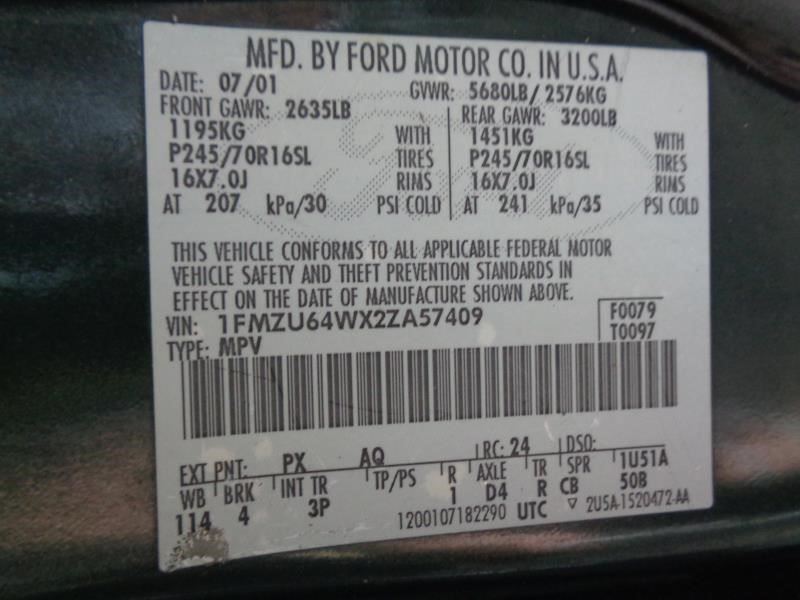 MFD. BY FORD MOTOR CO. IN U.S.A.
DATE: 07/01 GVWR: 5680LB/ 2576KG
FRONT GAWR: 2635LB REAR GAWR: 3200LB
1195KG WITH 1451KG WITH
P245/70R16SL TIRES P245/70R16SL TIRES
16X7.0J RIMS 16X7.0J RIMS
AT 207 kPa/30 PSI COLD AT 241 kPa/35 PSI COLD
THIS VEHICLE CONFORMS TO ALL APPLICABLE FEDERAL MOTOR
VEHICLE SAFETY AND THEFT PREVENTION STANDARDS IN
EFFECT ON THE DATE OF MANUFACTURE SHOWN ABOVE.
VIN: 1FMZU64WX2ZA57409 F0079
TYPE: MPV T0097
EXT PNT: PX AQ RC: 24 DSO:
WB BRK INT TR TP/PS R AXLE TR SPR 1U51A
114 4 3P 1 D4 R CB 50B
1200107182290 UTC ▽ 2U5A-1520472-AA